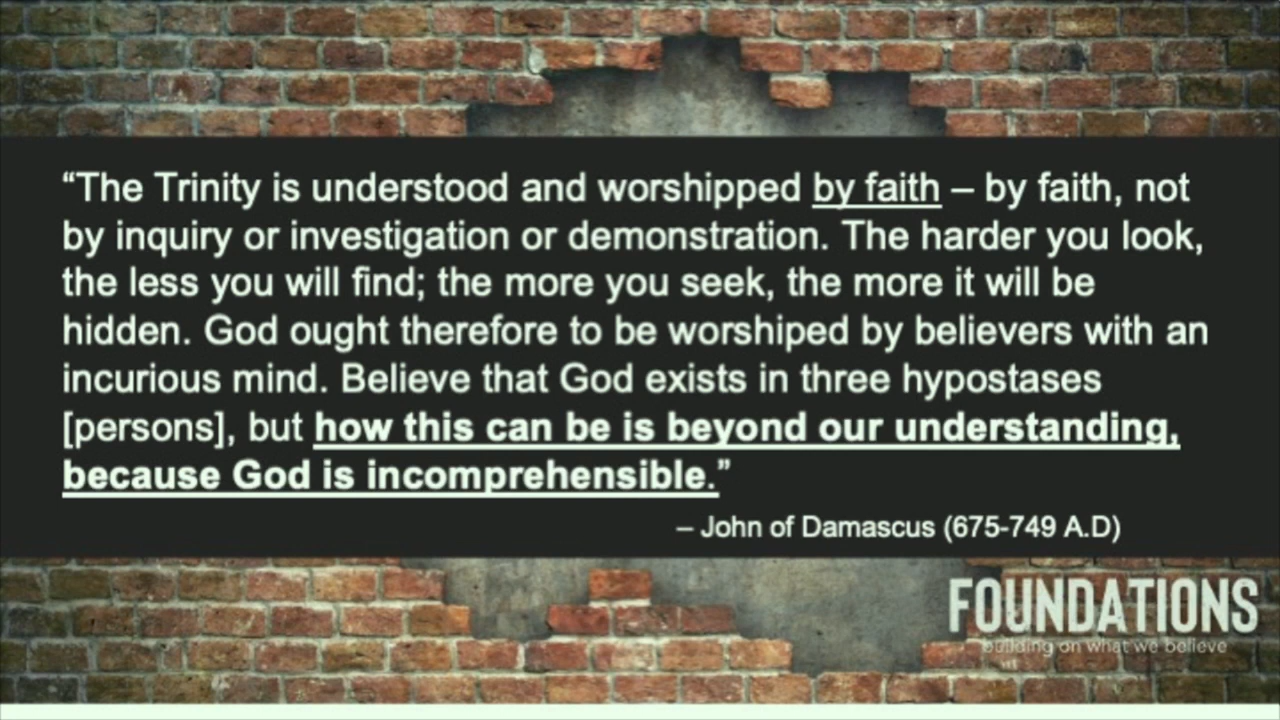 “The Trinity is understood and worshipped by faith – by faith, not
by inquiry or investigation or demonstration. The harder you look,
the less you will find; the more you seek, the more it will be
hidden. God ought therefore to be worshiped by believers with an
incurious mind. Believe that God exists in three hypostases
[persons], but how this can be is beyond our understanding,
because God is incomprehensible.”
– John of Damascus (675-749 A.D)
FOUNDATIONS
building on what we believe